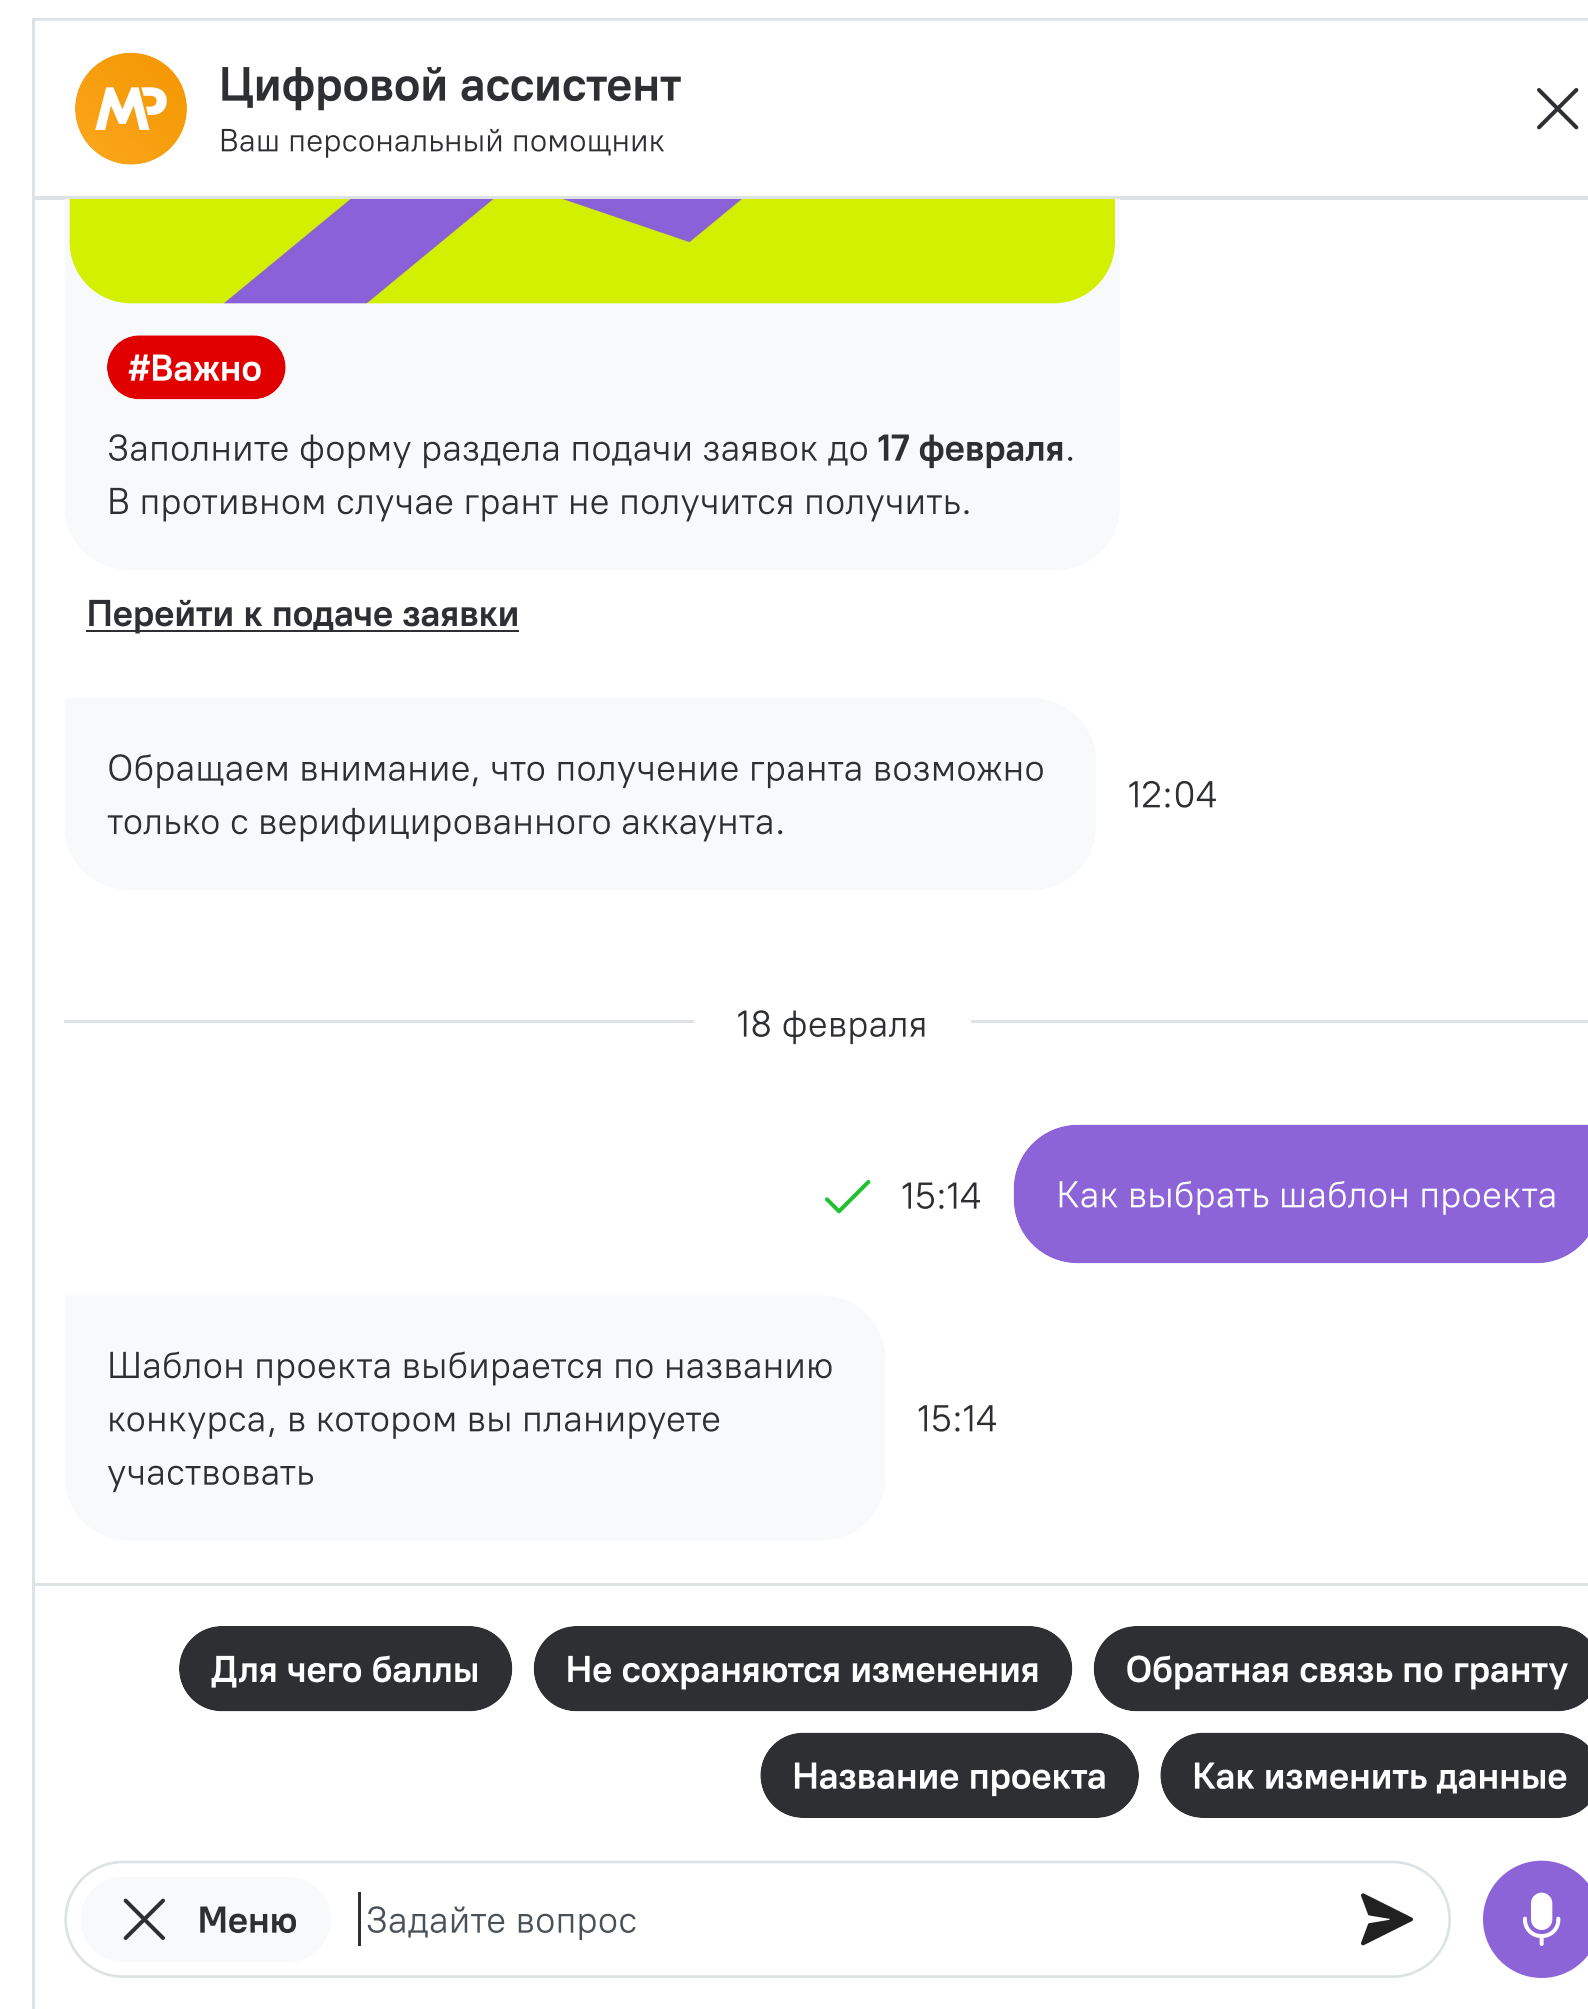 МР
Цифровой ассистент
Ваш персональный помощник
#Важно
Заполните форму раздела подачи заявок до 17 февраля.
В противном случае грант не получится получить.
Перейти к подаче заявки
Обращаем внимание, что получение гранта возможно
только с верифицированного аккаунта.
12:04
18 февраля
15:14
Как выбрать шаблон проекта
Шаблон проекта выбирается по названию
конкурса, в котором вы планируете
участвовать
15:14
Для чего баллы
Не сохраняются изменения
Обратная связь по гранту
Название проекта
Как изменить данные
Меню
Задайте вопрос